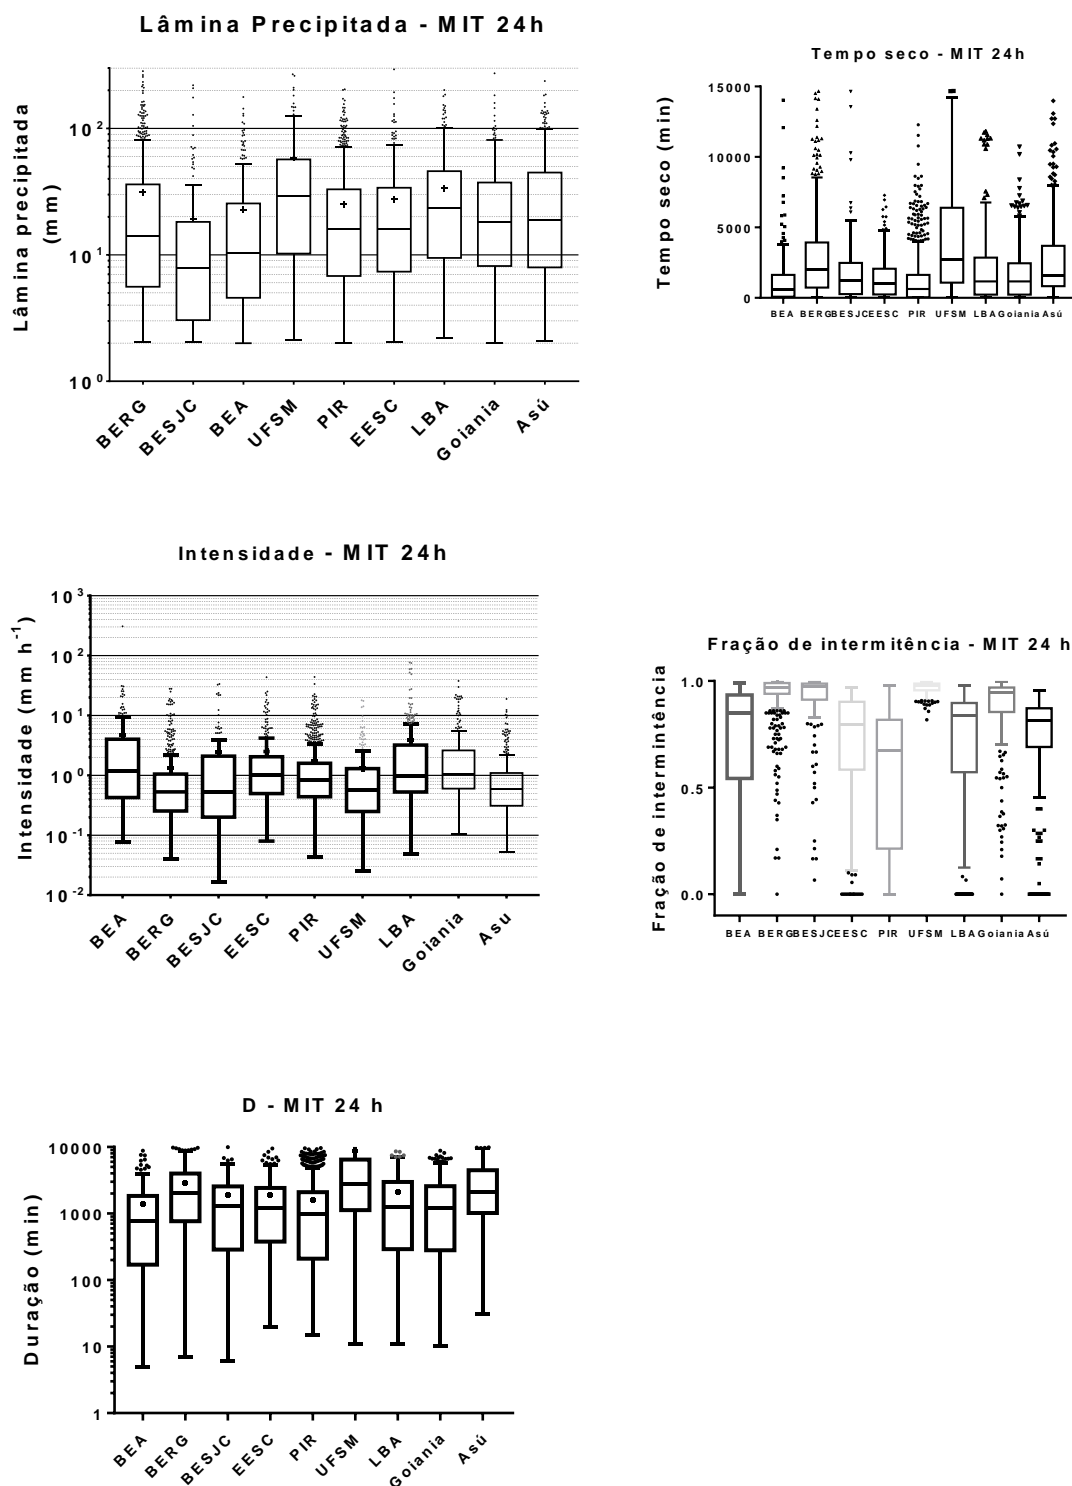 Lâmina Precipitada - MIT 24h
Lâmina precipitada
(mm)
10²
10¹
10⁰
BERG BESJC BEA UFSM PIR EESC LBA Goiania Asú
Tempo seco - MIT 24h
Tempo seco (min)
15000
10000
5000
0
BEA BERG BESJC EESC PIR UFSM LBA Goiania Asú
Intensidade - MIT 24h
Intensidade (mm h⁻¹)
10³
10²
10¹
10⁰
10⁻¹
10⁻²
BEA BERG BESJC EESC PIR UFSM LBA Goiania Asu
Fração de intermitência - MIT 24 h
Fração de intermitência
1.0
0.5
0.0
BEA BERG BESJC EESC PIR UFSM LBA Goiania Asú
D - MIT 24 h
Duração (min)
10000
1000
100
10
1
BEA BERG BESJC EESC PIR UFSM LBA Goiania Asú